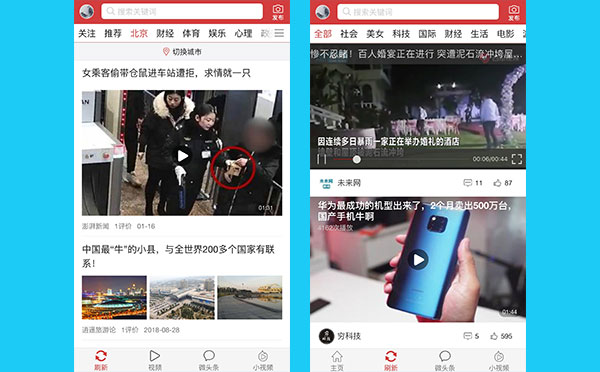 搜索关键词
发布
关注 推荐 北京 财经 体育 娱乐 心理
切换城市
女乘客偷带仓鼠进车站遭拒，求情就一只
01:31
澎湃新闻 1评价 01-16
中国最“牛”的小县，与全世界200多个国家有联
系！
逍遥旅游论 1评价 2018-08-28
刷新 视频 微头条 小视频
搜索关键词
发布
全部 社会 美女 科技 国际 财经 生活 电影
惨不忍睹！百人婚宴正在进行 突遭泥石流冲垮屋...
因连续多日暴雨一家正在举办婚礼的酒店
00:06/00:44
未来网 11 87
华为最成功的机型出来了，2个月卖出500万台，
国产手机牛啊
4162次播放
01:44
穷科技 5 595
主页 刷新 微头条 小视频